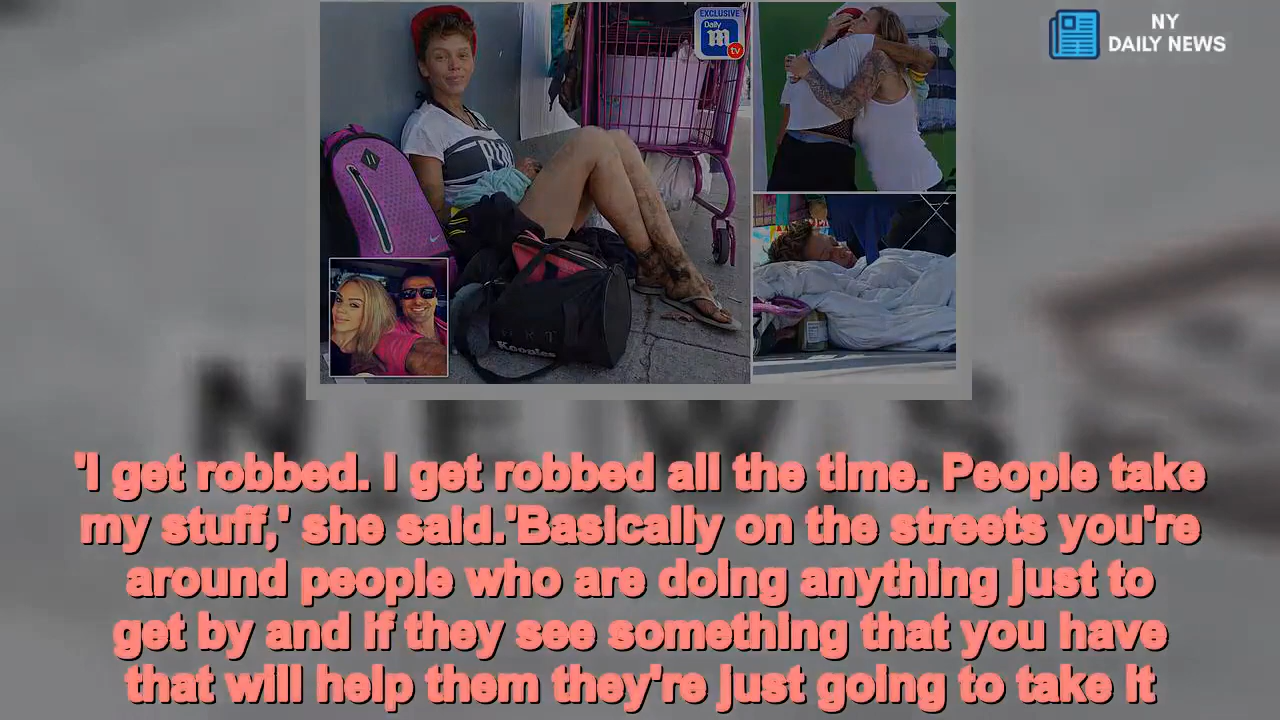 EXCLUSIVE
Daily
m
tv
NY
DAILY NEWS
Kooples
NEWS
'I get robbed. I get robbed all the time. People take
my stuff,' she said.'Basically on the streets you're
around people who are doing anything just to
get by and if they see something that you have
that will help them they're just going to take it